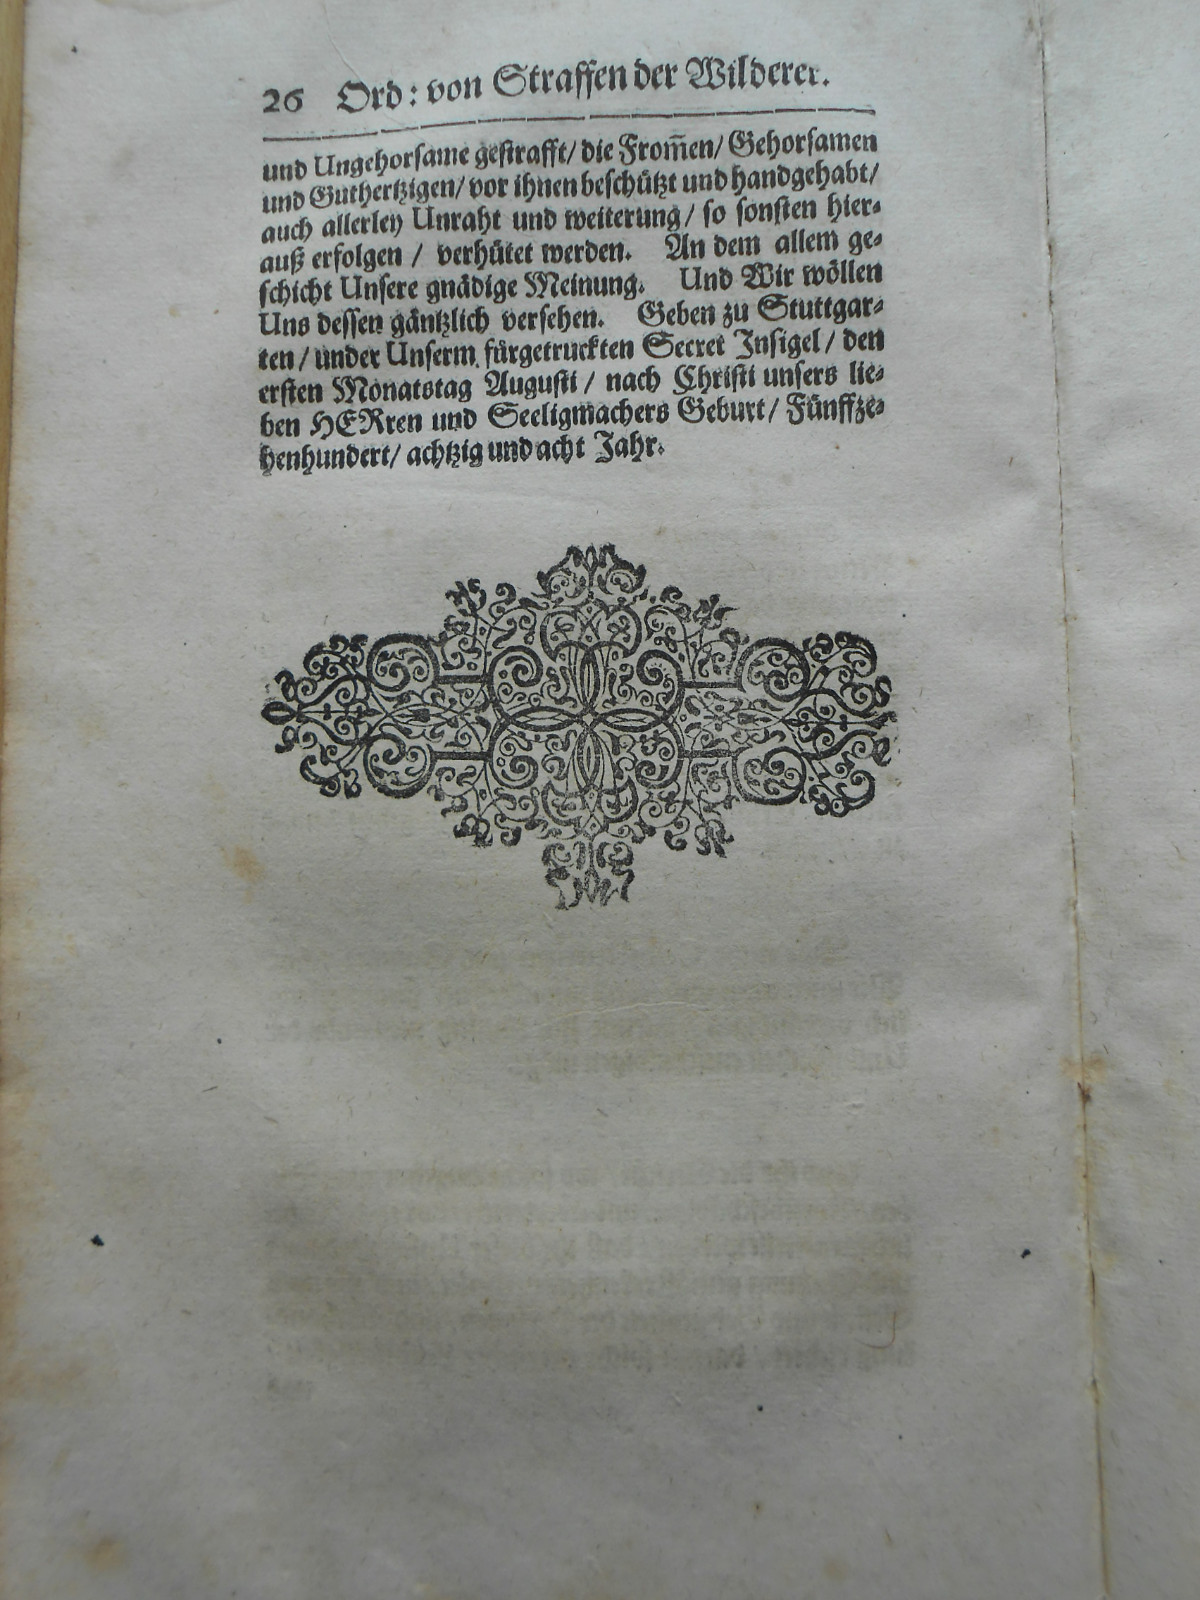 26 Ord: von Straffen der Wilderer.
und Ungehorsame gestrafft/ die From̄en/ Gehorsamen
und Guthertzigen/ vor ihnen beschützt und handgehabt/
auch allerley Unraht und weiterung/ so sonsten hier-
auß erfolgen / verhütet werden. An dem allem ge-
schicht Unsere gnädige Meinung. Und Wir wöllen
Uns dessen gäntzlich versehen. Geben zu Stuttgar-
ten/ under Unserm fürgetruckten Secret Insigel/ den
ersten Monatstag Augusti / nach Christi unsers lie-
ben HERren und Seeligmachers Geburt/ Fünffze-
henhundert/ achtzig und acht Jahr.